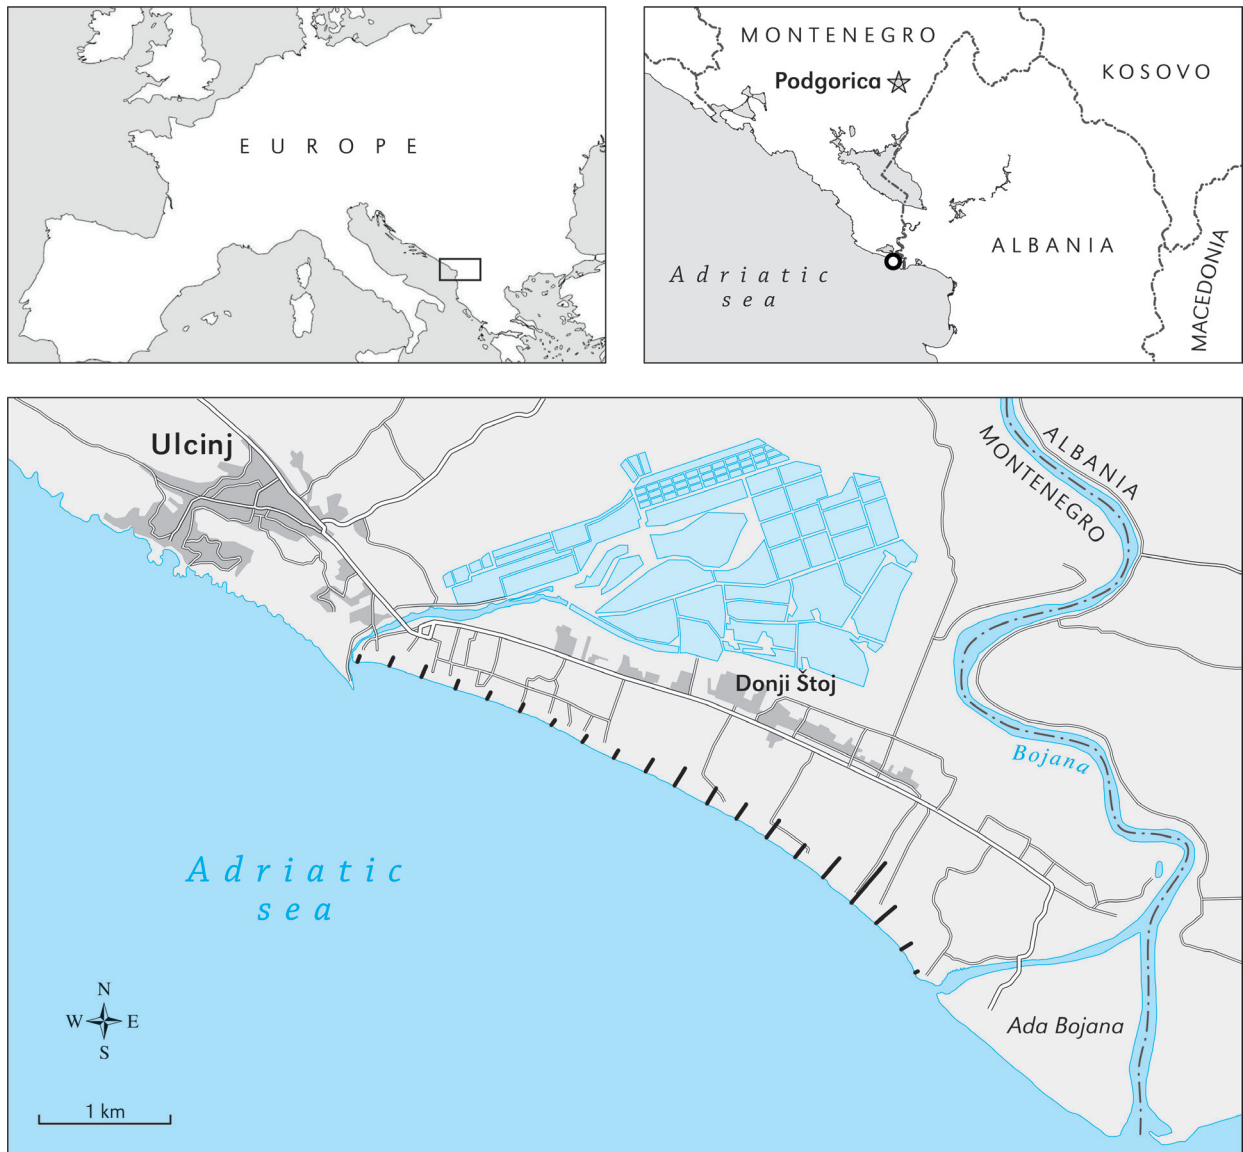 EUROPE
MONTENEGRO
Podgorica
KOSOVO
ALBANIA
MACEDONIA
Adriatic
sea
Ulcinj
ALBANIA
MONTENEGRO
Donji Štoj
Bojana
Adriatic
sea
N
W E
S
Ada Bojana
1 km